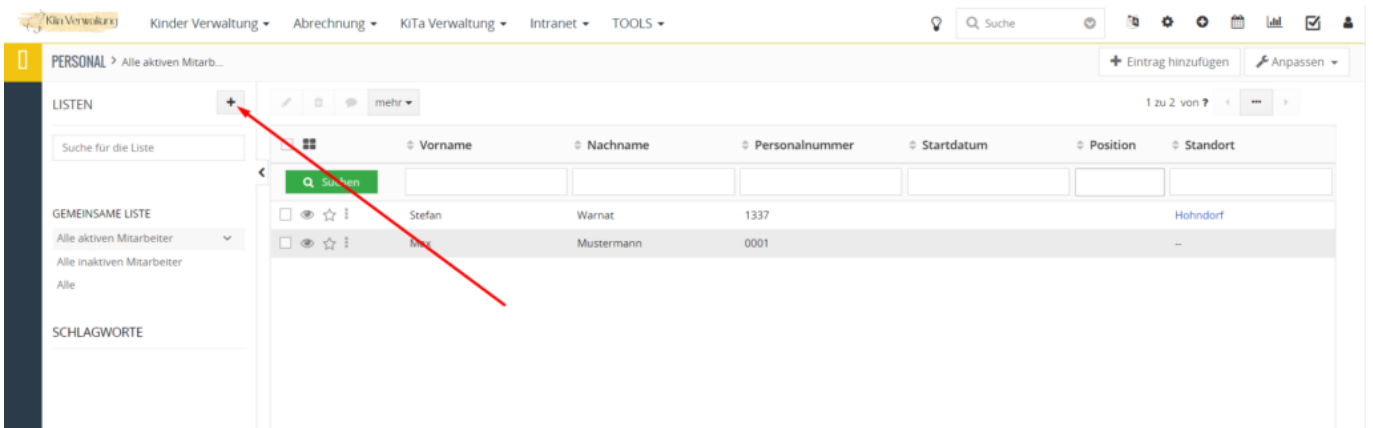 Kinder Verwaltung Abrechnung KiTa Verwaltung Intranet TOOLS Suche
PERSONAL > Alle aktiven Mitarb... Eintrag hinzufügen Anpassen
LISTEN + mehr 1 zu 2 von ?
Suche für die Liste
Vorname Nachname Personalnummer Startdatum Position Standort
Suchen
GEMEINSAME LISTE
Stefan Warnat 1337 Hohndorf
Alle aktiven Mitarbeiter
Max Mustermann 0001 --
Alle inaktiven Mitarbeiter
Alle
SCHLAGWORTE